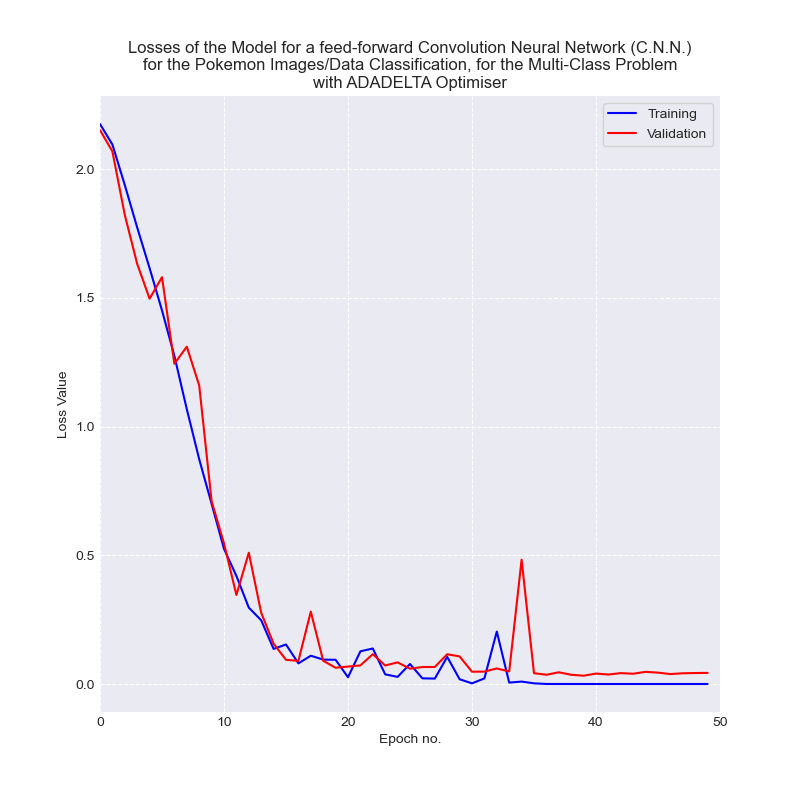 Losses of the Model for a feed-forward Convolution Neural Network (C.N.N.)
for the Pokemon Images/Data Classification, for the Multi-Class Problem
with ADADELTA Optimiser
Training
Validation
Loss Value
2.0
1.5
1.0
0.5
0.0
0 10 20 30 40 50
Epoch no.